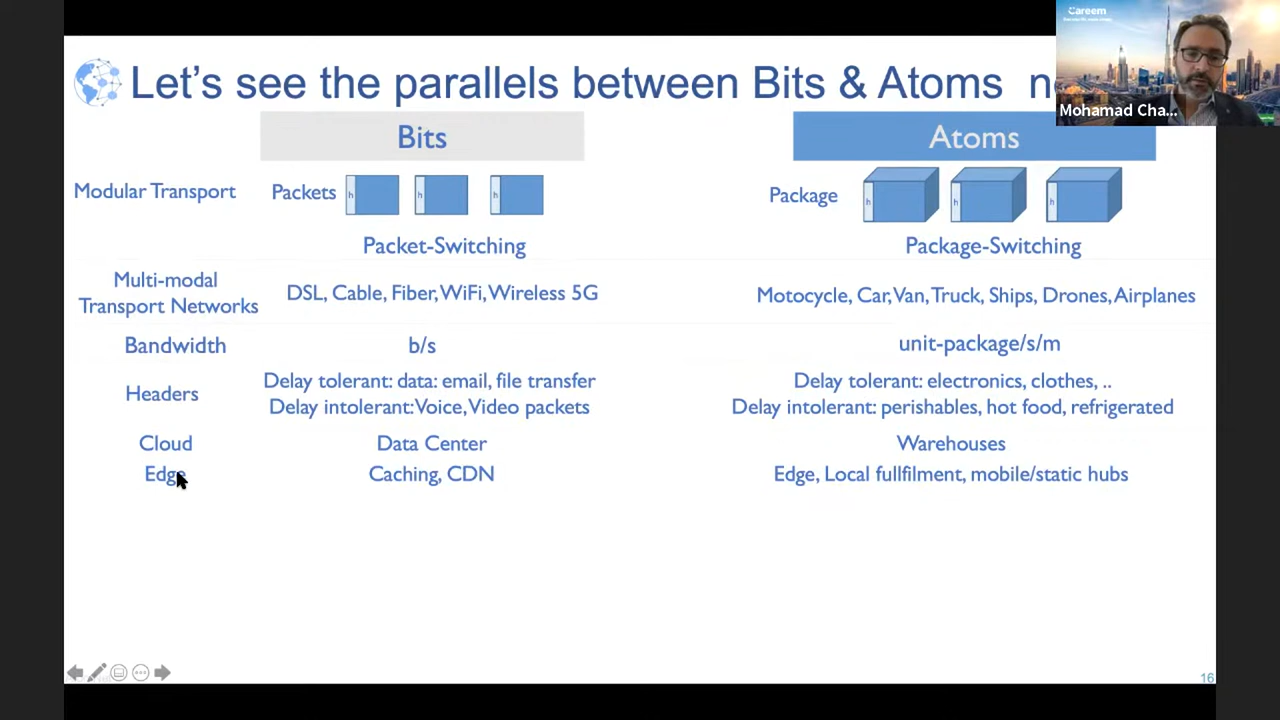 Let's see the parallels between Bits & Atoms
Careem
Mohamad Cha...
Bits
Atoms
Modular Transport
Packets
h
h
h
Package
h
h
h
Packet-Switching
Package-Switching
Multi-modal
Transport Networks
DSL, Cable, Fiber, WiFi, Wireless 5G
Motocycle, Car, Van, Truck, Ships, Drones, Airplanes
Bandwidth
b/s
unit-package/s/m
Headers
Delay tolerant: data: email, file transfer
Delay intolerant: Voice, Video packets
Delay tolerant: electronics, clothes, ..
Delay intolerant: perishables, hot food, refrigerated
Cloud
Data Center
Warehouses
Edge
Caching, CDN
Edge, Local fullfilment, mobile/static hubs
16